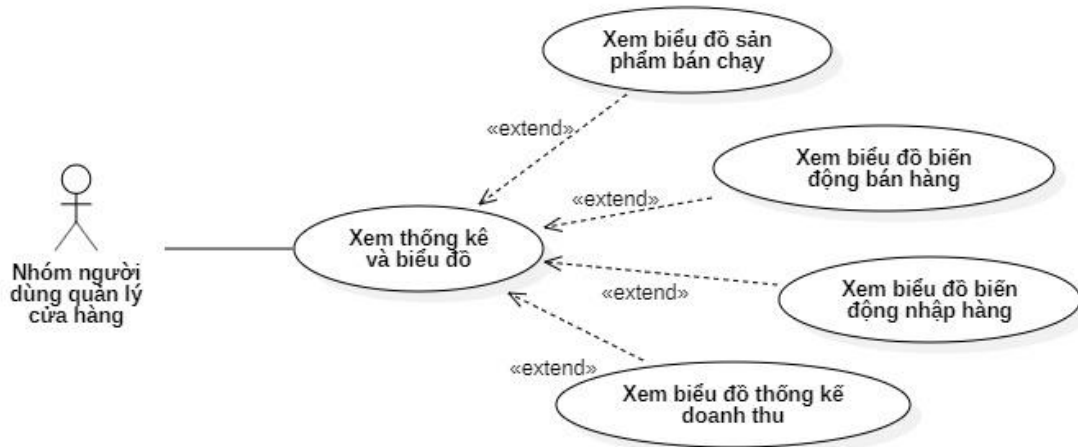 Xem biểu đồ sản
phẩm bán chạy
«extend»
Xem biểu đồ biến
động bán hàng
«extend»
Xem thống kê
và biểu đồ
Nhóm người
dùng quản lý
cửa hàng
«extend»
Xem biểu đồ biến
động nhập hàng
«extend»
Xem biểu đồ thống kế
doanh thu